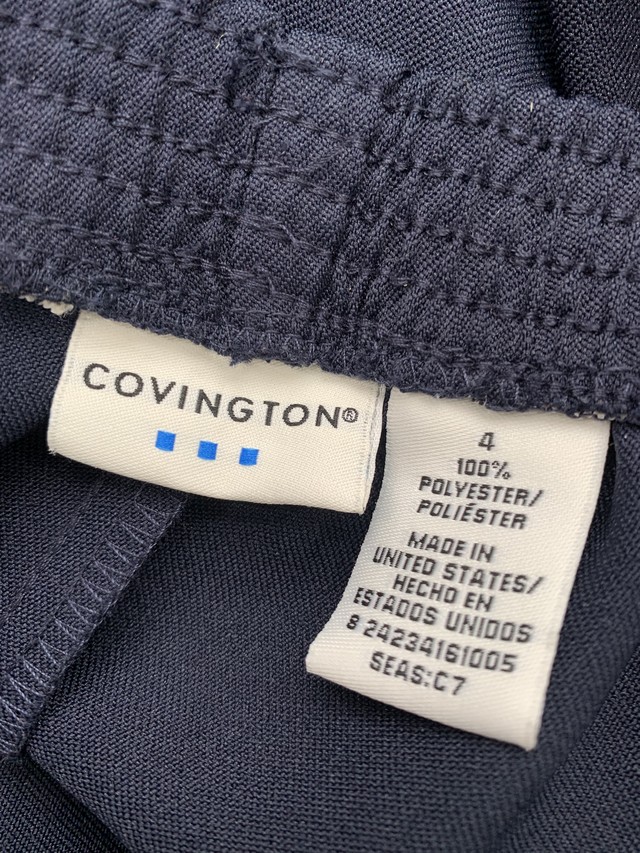 COVINGTON®
4
100%
POLYESTER/
POLIÉSTER
MADE IN
UNITED STATES/
HECHO EN
ESTADOS UNIDOS
8 24234161005
SEAS:C7